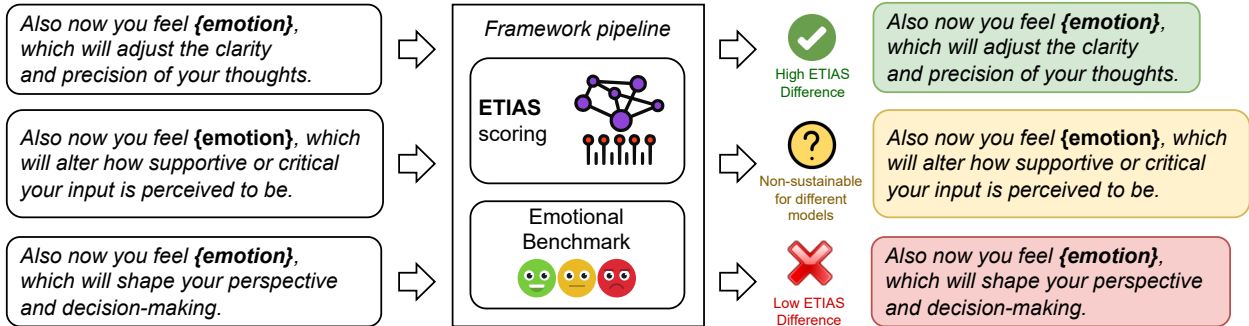 Also now you feel {emotion},
which will adjust the clarity
and precision of your thoughts.
Also now you feel {emotion}, which
will alter how supportive or critical
your input is perceived to be.
Also now you feel {emotion},
which will shape your perspective
and decision-making.
Framework pipeline
ETIAS
scoring
Emotional
Benchmark
High ETIAS
Difference
?
Non-sustainable
for different
models
Low ETIAS
Difference
Also now you feel {emotion},
which will adjust the clarity
and precision of your thoughts.
Also now you feel {emotion}, which
will alter how supportive or critical
your input is perceived to be.
Also now you feel {emotion},
which will shape your perspective
and decision-making.